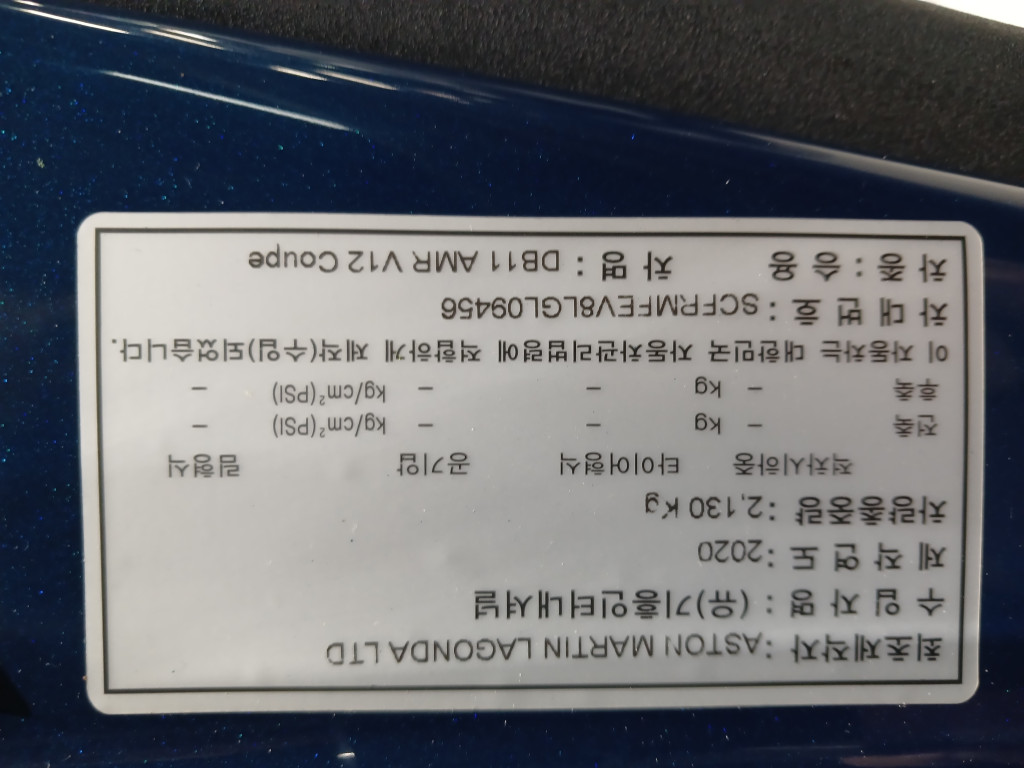 최초제작자 : ASTON MARTIN LAGONDA LTD
수 입 자 명 : (유)기흥인터내셔널
제 작 연 도 : 2020
차량총중량 : 2,130 Kg
적차시하중 타이어형식 공기압 림형식
전축 - kg - - kg/cm²(PSI) -
후축 - kg - - kg/cm²(PSI) -
이 자동차는 대한민국 자동차관리법령에 적합하게 제작(수입)되었습니다.
차 대 번 호 : SCFRMFEV8LGL09456
차 종 : 승 용 차 명 : DB11 AMR V12 Coupe